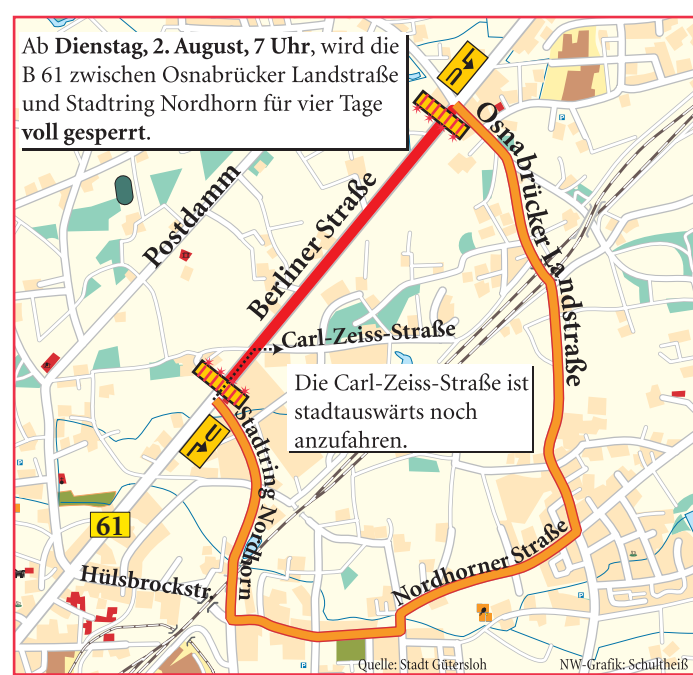 Ab Dienstag, 2. August, 7 Uhr, wird die
B 61 zwischen Osnabrücker Landstraße
und Stadtring Nordhorn für vier Tage
voll gesperrt.
Osnabrücker Landstraße
Postdamm
Berliner Straße
Carl-Zeiss-Straße
Die Carl-Zeiss-Straße ist
stadtauswärts noch
anzufahren.
Stadtring Nordhorn
61
Nordhorner Straße
Hülsbrockstr.
Quelle: Stadt Gütersloh
NW-Grafik: Schultheiß